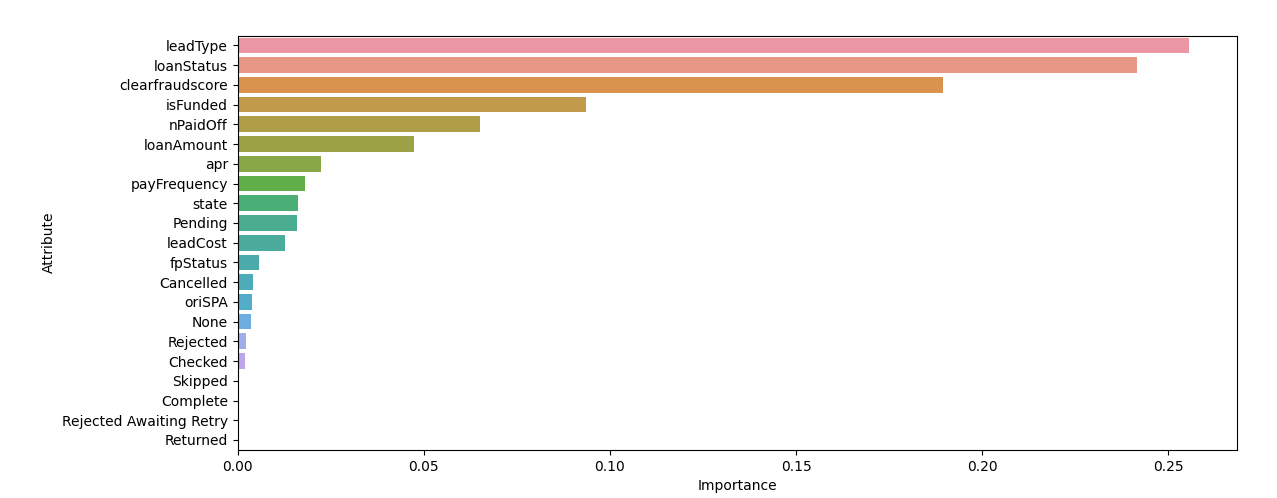 leadType
loanStatus
clearfraudscore
isFunded
nPaidOff
loanAmount
apr
payFrequency
state
Pending
leadCost
fpStatus
Cancelled
oriSPA
None
Rejected
Checked
Skipped
Complete
Rejected Awaiting Retry
Returned
Attribute
0.00 0.05 0.10 0.15 0.20 0.25
Importance